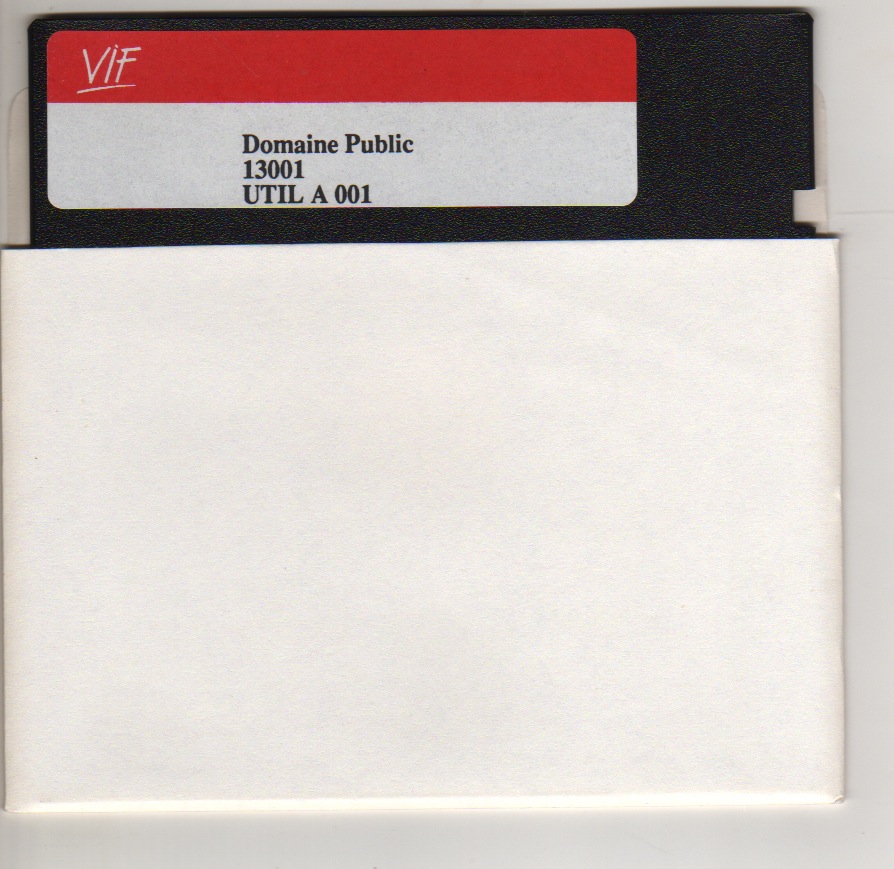 VIF
Domaine Public
13001
UTIL A 001